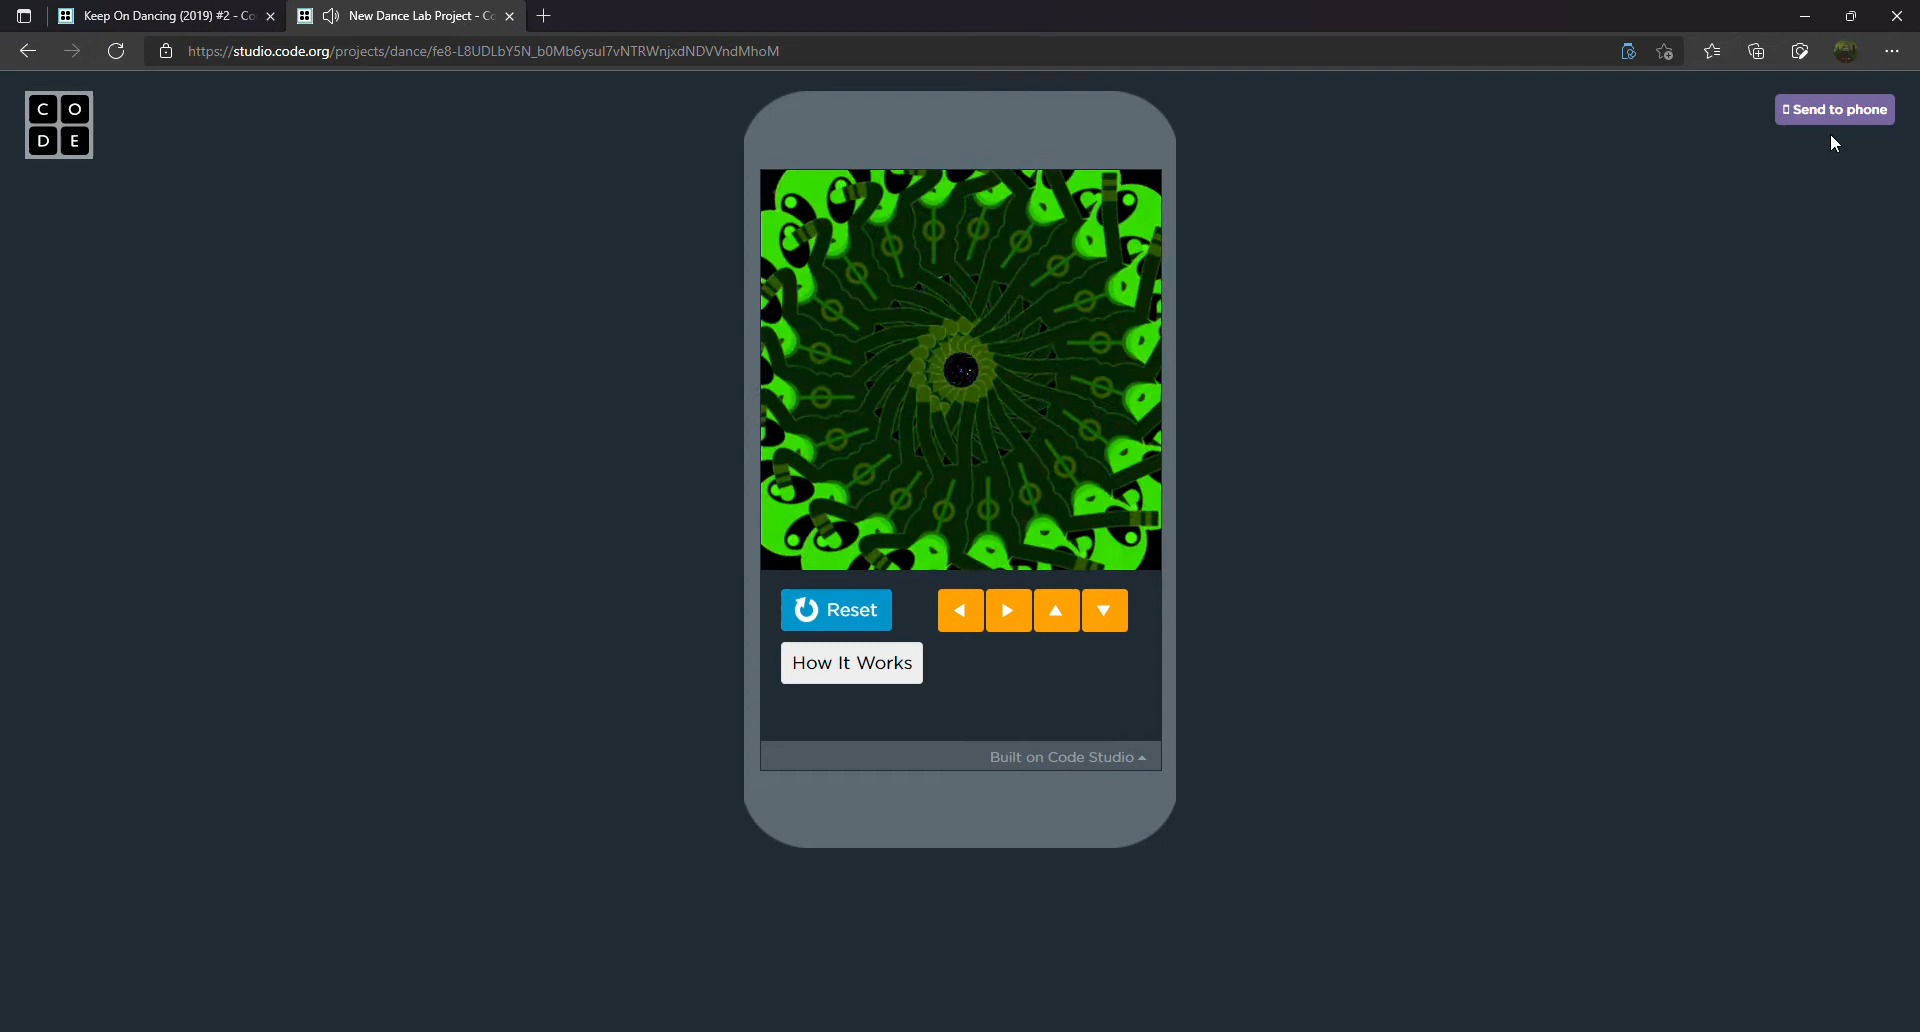 Keep On Dancing (2019) #2 - Co
New Dance Lab Project - Co
https://studio.code.org/projects/dance/fe8-L8UDLbY5N_b0Mb6ysul7vNTRWnjxdNDVVndMhoM
C O
D E
Send to phone
Reset
How It Works
Built on Code Studio